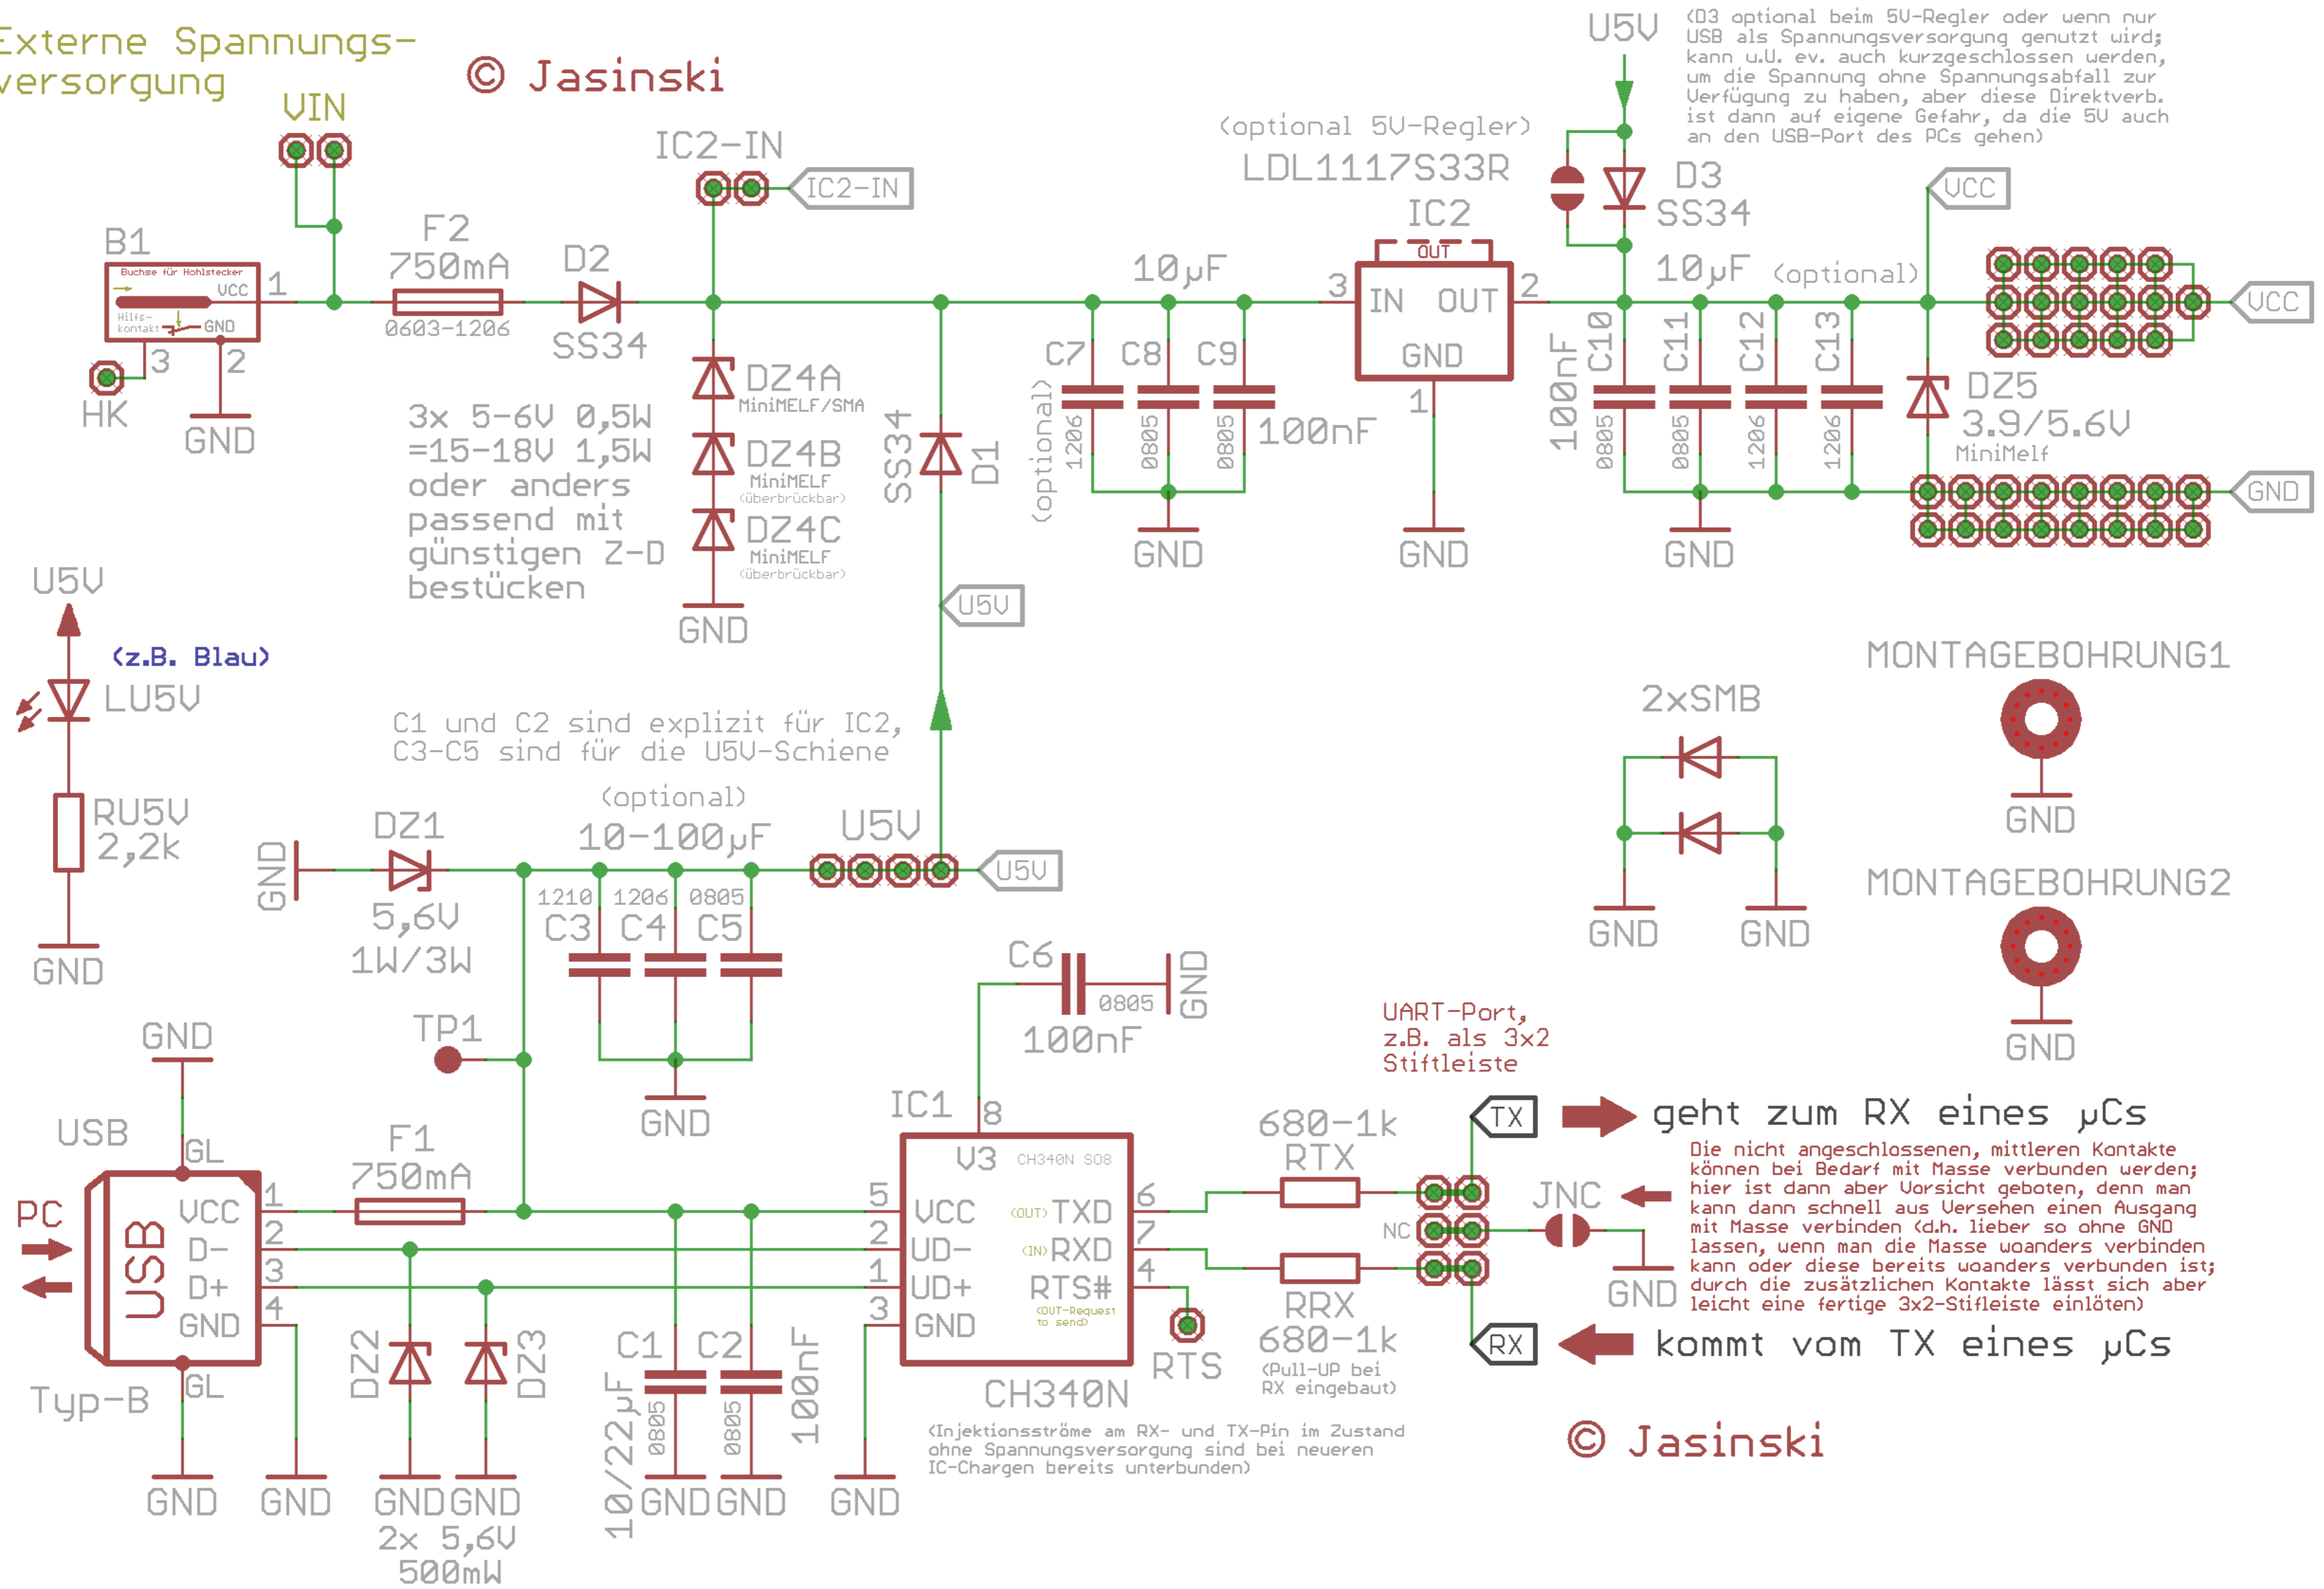 Externe Spannungs-
versorgung
© Jasinski
VIN
B1
Buchse für Hohlstecker
VCC
Hilfs-
kontakt
GND
1
3
2
HK
GND
F2
750mA
0603-1206
D2
SS34
IC2-IN
IC2-IN
3x 5-6V 0,5W
=15-18V 1,5W
oder anders
passend mit
günstigen Z-D
bestücken
DZ4A
MiniMELF/SMA
DZ4B
MiniMELF
(überbrückbar)
DZ4C
MiniMELF
(überbrückbar)
GND
SS34
D1
U5V
10µF
C7
C8
C9
(optional)
1206
0805
0805
100nF
GND
(optional 5V-Regler)
LDL1117S33R
IC2
OUT
3
IN
OUT
2
GND
1
GND
U5V
(D3 optional beim 5V-Regler oder wenn nur
USB als Spannungsversorgung genutzt wird;
kann u.U. ev. auch kurzgeschlossen werden,
um die Spannung ohne Spannungsabfall zur
Verfügung zu haben, aber diese Direktverb.
ist dann auf eigene Gefahr, da die 5V auch
an den USB-Port des PCs gehen)
D3
SS34
10µF
(optional)
100nF
C10
C11
C12
C13
0805
0805
1206
1206
GND
VCC
VCC
DZ5
3.9/5.6V
MiniMelf
GND
U5V
(z.B. Blau)
LU5V
RU5V
2,2k
GND
C1 und C2 sind explizit für IC2,
C3-C5 sind für die U5V-Schiene
(optional)
10-100µF
U5V
U5V
GND
DZ1
5,6V
1W/3W
1210
1206
0805
C3
C4
C5
GND
TP1
2xSMB
GND
GND
MONTAGEBOHRUNG1
GND
MONTAGEBOHRUNG2
GND
GND
USB
GL
PC
USB
VCC
D-
D+
GND
1
2
3
4
GL
Typ-B
GND
GND
F1
750mA
DZ2
DZ3
GND
GND
2x 5,6V
500mW
C1
C2
10/22µF
0805
0805
100nF
GND
GND
C6
0805
100nF
GND
IC1
8
V3
CH340N SO8
5
VCC
(OUT)
TXD
6
2
UD-
(IN)
RXD
7
1
UD+
RTS#
4
3
GND
(OUT-Request
to send)
CH340N
GND
RTS
(Injektionsströme am RX- und TX-Pin im Zustand
ohne Spannungsversorgung sind bei neueren
IC-Chargen bereits unterbunden)
680-1k
RTX
RRX
680-1k
(Pull-UP bei
RX eingebaut)
UART-Port,
z.B. als 3x2
Stiftleiste
TX
NC
RX
JNC
GND
geht zum RX eines µCs
Die nicht angeschlossenen, mittleren Kontakte
können bei Bedarf mit Masse verbunden werden;
hier ist dann aber Vorsicht geboten, denn man
kann dann schnell aus Versehen einen Ausgang
mit Masse verbinden (d.h. lieber so ohne GND
lassen, wenn man die Masse woanders verbinden
kann oder diese bereits woanders verbunden ist;
durch die zusätzlichen Kontakte lässt sich aber
leicht eine fertige 3x2-Stifleiste einlöten)
kommt vom TX eines µCs
© Jasinski